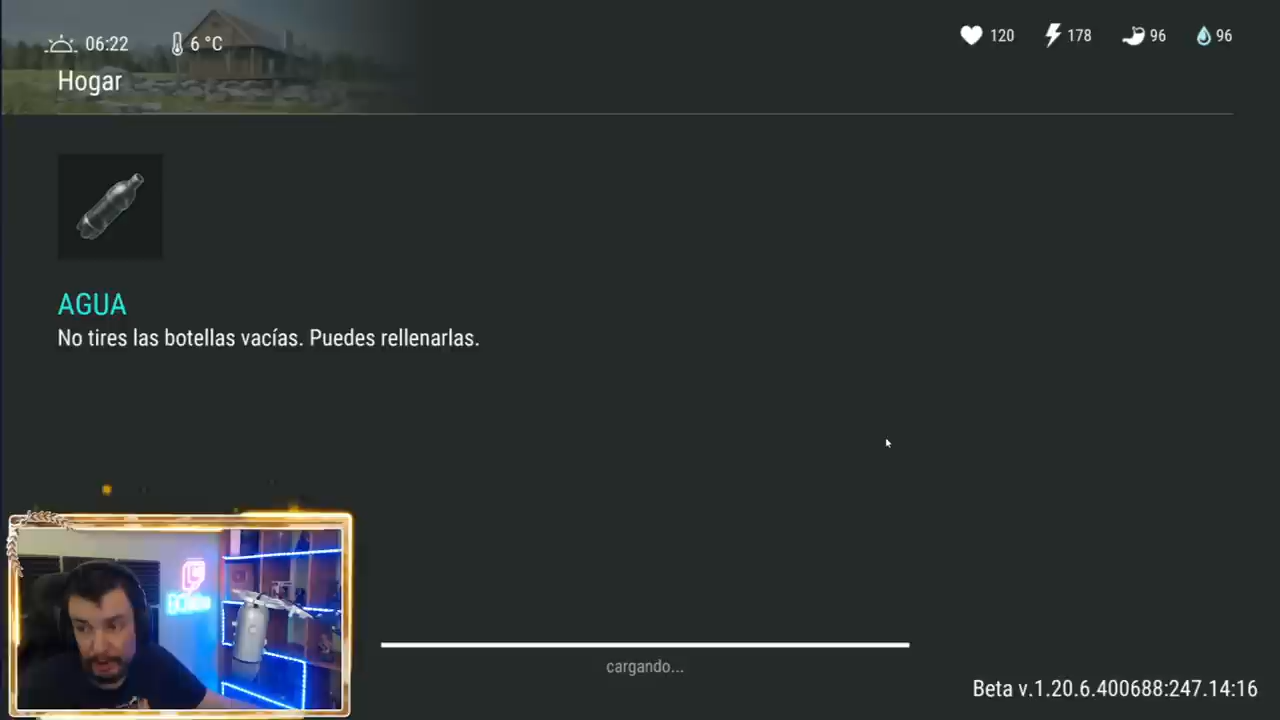 06:22
6 °C
120
178
96
96
Hogar
AGUA
No tires las botellas vacías. Puedes rellenarlas.
cargando...
Beta v.1.20.6.400688:247.14:16